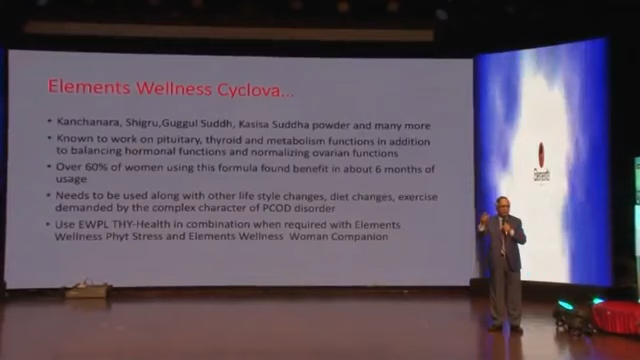 Elements Wellness Cyclova...
• Kanchanara, Shigru,Guggul Suddh, Kasisa Suddha powder and many more
• Known to work on pituitary, thyroid and metabolism functions in addition
to balancing hormonal functions and normalizing ovarian functions
• Over 60% of women using this formula found benefit in about 6 months of
usage
• Needs to be used along with other life style changes, diet changes, exercise
demanded by the complex character of PCOD disorder
• Use EWPL THY-Health in combination when required with Elements
Wellness Phyt Stress and Elements Wellness Woman Companion
Elements